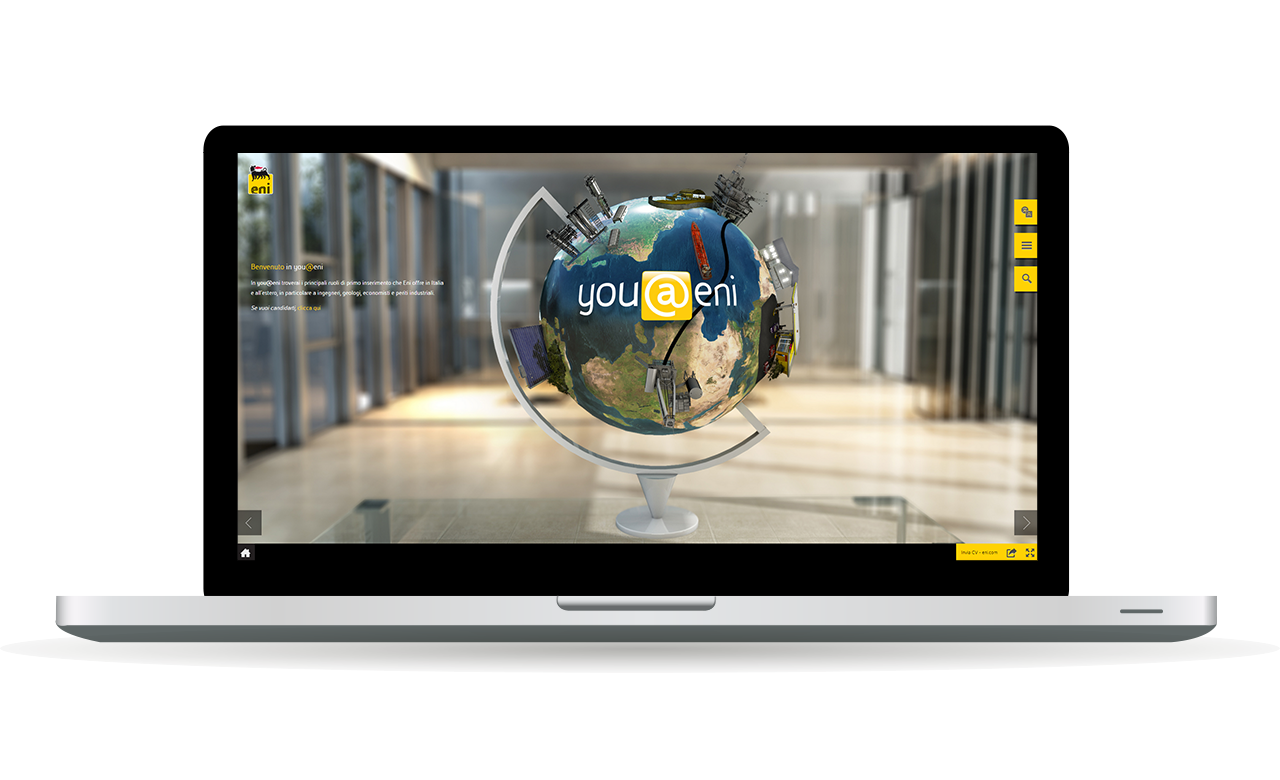 eni
Benvenuto in you@eni
In you@eni troverai i principali ruoli di primo inserimento che Eni offre in Italia
e all'estero, in particolare a ingegneri, geologi, economisti e periti industriali.
Se vuoi candidarti, clicca qui
you@eni
Invia CV - eni.com